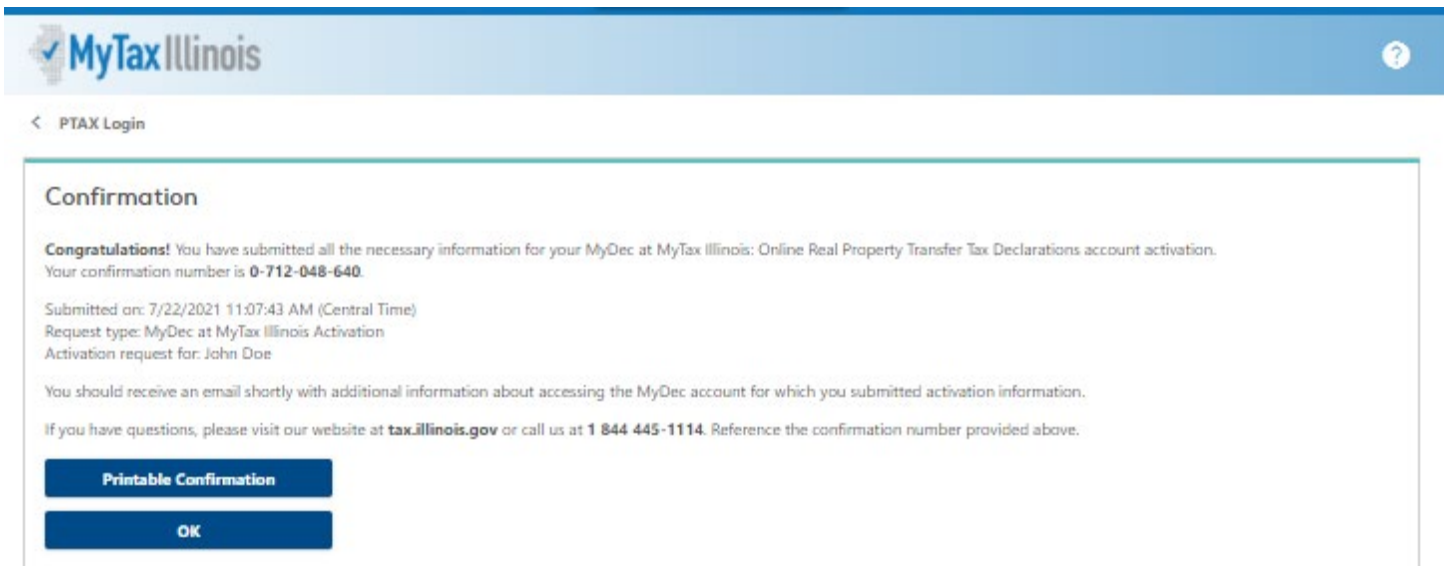 MyTax Illinois
?
< PTAX Login
Confirmation
Congratulations! You have submitted all the necessary information for your MyDec at MyTax Illinois: Online Real Property Transfer Tax Declarations account activation.
Your confirmation number is 0-712-048-640.
Submitted on: 7/22/2021 11:07:43 AM (Central Time)
Request type: MyDec at MyTax Illinois Activation
Activation request for: John Doe
You should receive an email shortly with additional information about accessing the MyDec account for which you submitted activation information.
If you have questions, please visit our website at tax.illinois.gov or call us at 1 844 445-1114. Reference the confirmation number provided above.
Printable Confirmation
OK